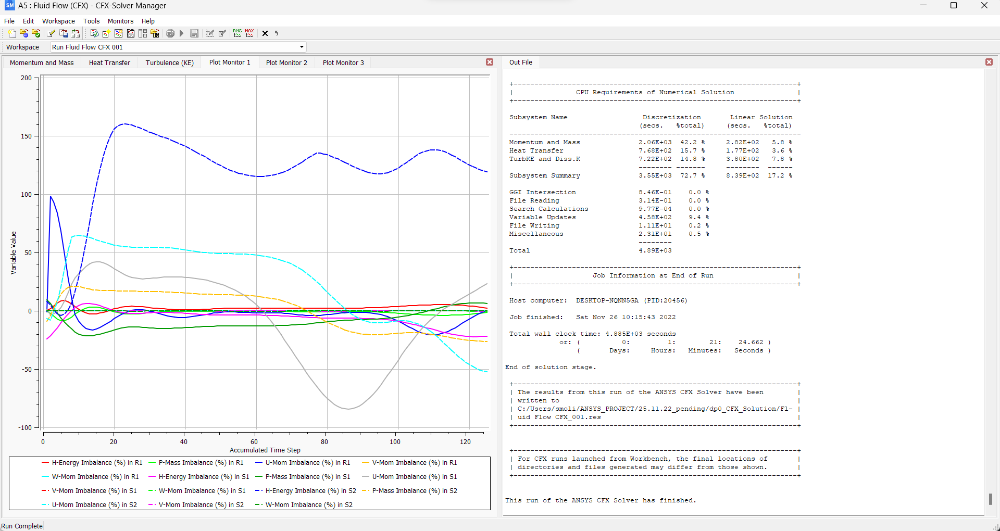 SM A5 : Fluid Flow (CFX) - CFX-Solver Manager
File Edit Workspace Tools Monitors Help
STOP RMS MAX
Workspace Run Fluid Flow CFX 001
Momentum and Mass Heat Transfer Turbulence (KE) Plot Monitor 1 Plot Monitor 2 Plot Monitor 3
200
150
100
50
0
-50
-100
Variable Value
0 20 40 60 80 100 120
Accumulated Time Step
H-Energy Imbalance (%) in R1 P-Mass Imbalance (%) in R1 U-Mom Imbalance (%) in R1 V-Mom Imbalance (%) in R1
W-Mom Imbalance (%) in R1 H-Energy Imbalance (%) in S1 P-Mass Imbalance (%) in S1 U-Mom Imbalance (%) in S1
V-Mom Imbalance (%) in S1 W-Mom Imbalance (%) in S1 H-Energy Imbalance (%) in S2 P-Mass Imbalance (%) in S2
U-Mom Imbalance (%) in S2 V-Mom Imbalance (%) in S2 W-Mom Imbalance (%) in S2
Out File
+--------------------------------------------------------------------+
| CPU Requirements of Numerical Solution |
+--------------------------------------------------------------------+
Subsystem Name Discretization Linear Solution
(secs. %total) (secs. %total)
----------------------------------------------------------------------
Momentum and Mass 2.06E+03 42.2 % 2.82E+02 5.8 %
Heat Transfer 7.68E+02 15.7 % 1.77E+02 3.6 %
TurbKE and Diss.K 7.22E+02 14.8 % 3.80E+02 7.8 %
-------- ------- -------- ------
Subsystem Summary 3.55E+03 72.7 % 8.39E+02 17.2 %
GGI Intersection 8.46E-01 0.0 %
File Reading 3.14E-01 0.0 %
Search Calculations 9.77E-04 0.0 %
Variable Updates 4.58E+02 9.4 %
File Writing 1.11E+01 0.2 %
Miscellaneous 2.31E+01 0.5 %
--------
Total 4.89E+03
+--------------------------------------------------------------------+
| Job Information at End of Run |
+--------------------------------------------------------------------+
Host computer: DESKTOP-NQNN5GA (PID:20456)
Job finished: Sat Nov 26 10:15:43 2022
Total wall clock time: 4.885E+03 seconds
or: ( 0: 1: 21: 24.662 )
( Days: Hours: Minutes: Seconds )
End of solution stage.
+--------------------------------------------------------------------+
| The results from this run of the ANSYS CFX Solver have been |
| written to |
| C:/Users/smoli/ANSYS_PROJECT/25.11.22_pending/dp0_CFX_Solution/Fl- |
| uid Flow CFX_001.res |
+--------------------------------------------------------------------+
+--------------------------------------------------------------------+
| For CFX runs launched from Workbench, the final locations of |
| directories and files generated may differ from those shown. |
+--------------------------------------------------------------------+
This run of the ANSYS CFX Solver has finished.
Run Complete